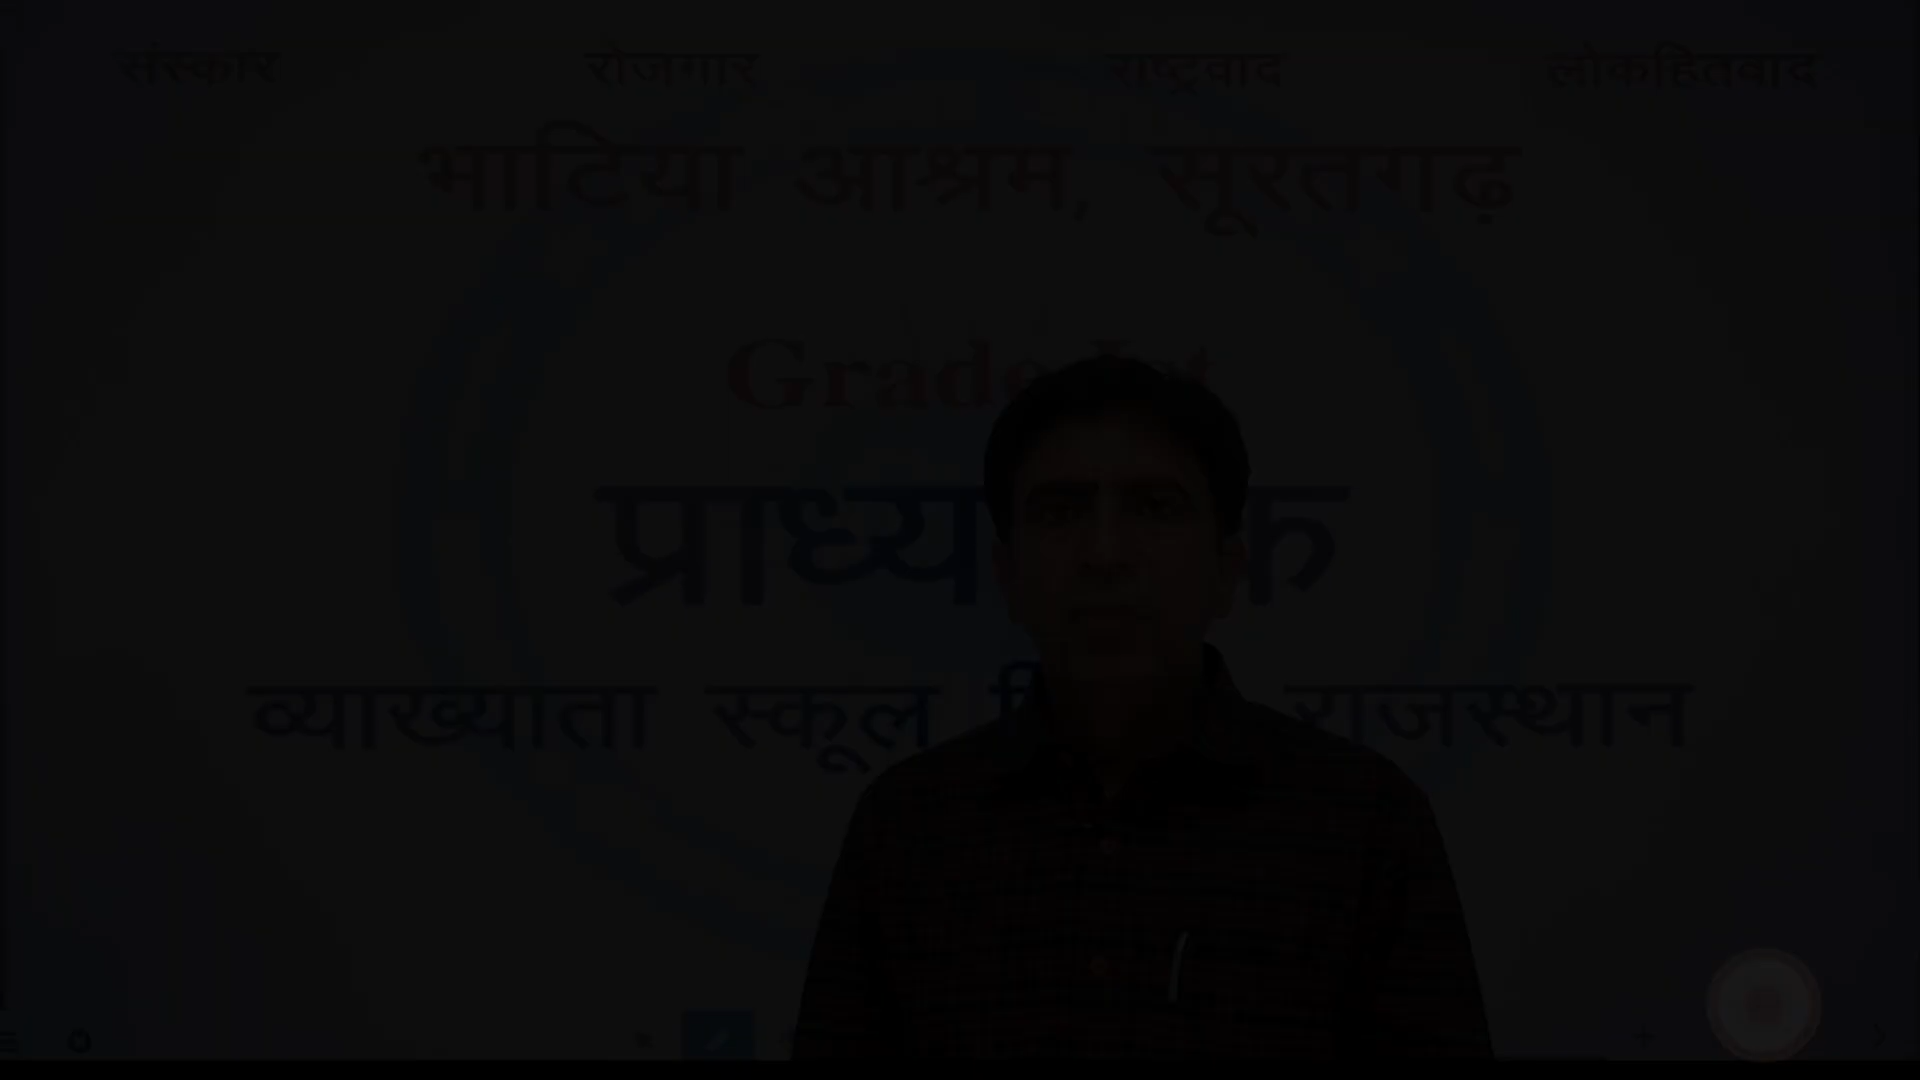 संस्कार रोजगार राष्ट्रवाद लोकहितवाद
भाटिया आश्रम, सूरतगढ़
Grade
व्याख्याता स्कूल राजस्थान